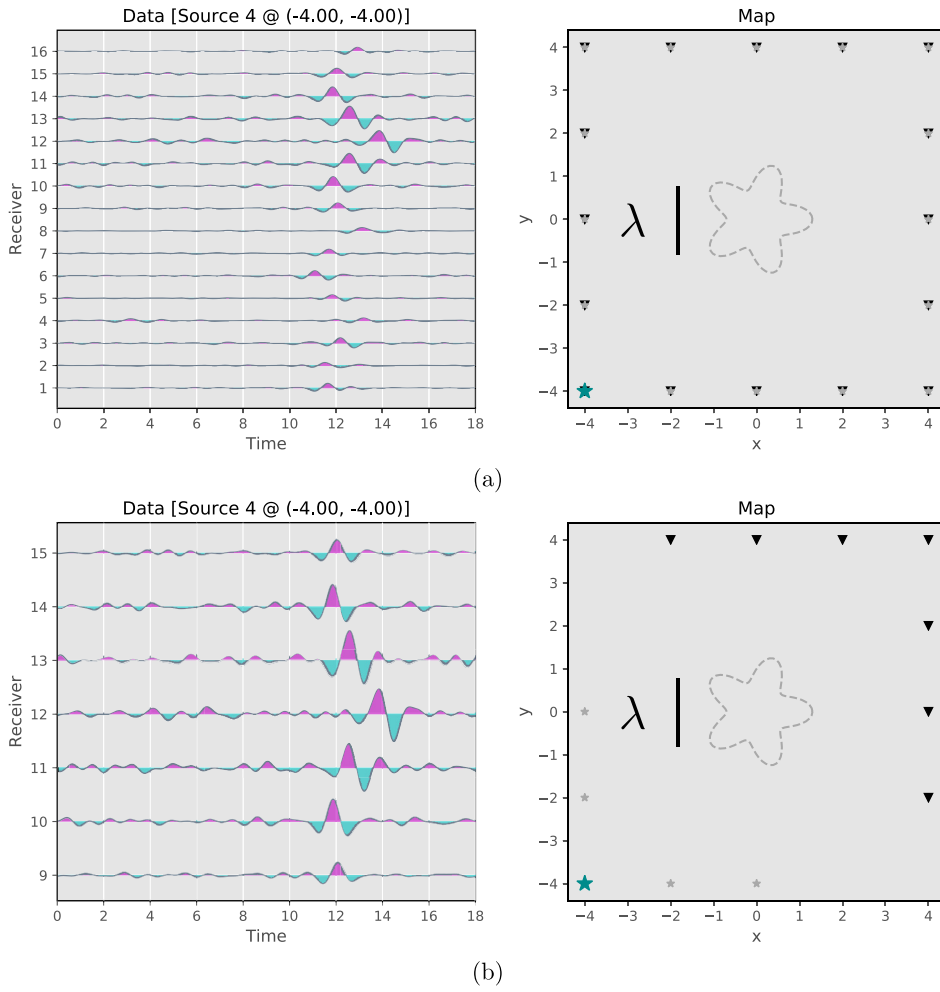 Data [Source 4 @ (-4.00, -4.00)]
Receiver
16
15
14
13
12
11
10
9
8
7
6
5
4
3
2
1
0 2 4 6 8 10 12 14 16 18
Time
Map
y
4
3
2
1
0
−1
−2
−3
−4
λ
−4 −3 −2 −1 0 1 2 3 4
x
(a)
Data [Source 4 @ (-4.00, -4.00)]
Receiver
15
14
13
12
11
10
9
0 2 4 6 8 10 12 14 16 18
Time
Map
y
4
3
2
1
0
−1
−2
−3
−4
λ
−4 −3 −2 −1 0 1 2 3 4
x
(b)